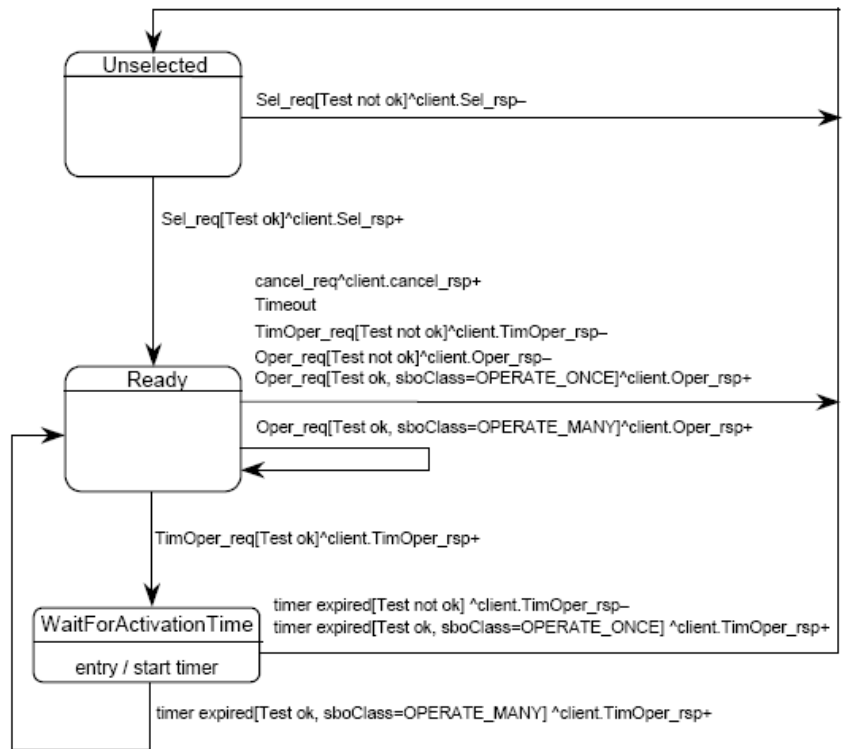 Unselected
Sel_req[Test not ok]^client.Sel_rsp–
Sel_req[Test ok]^client.Sel_rsp+
cancel_req^client.cancel_rsp+
Timeout
TimOper_req[Test not ok]^client.TimOper_rsp–
Oper_req[Test not ok]^client.Oper_rsp–
Oper_req[Test ok, sboClass=OPERATE_ONCE]^client.Oper_rsp+
Ready
Oper_req[Test ok, sboClass=OPERATE_MANY]^client.Oper_rsp+
TimOper_req[Test ok]^client.TimOper_rsp+
WaitForActivationTime
entry / start timer
timer expired[Test not ok] ^client.TimOper_rsp–
timer expired[Test ok, sboClass=OPERATE_ONCE] ^client.TimOper_rsp+
timer expired[Test ok, sboClass=OPERATE_MANY] ^client.TimOper_rsp+